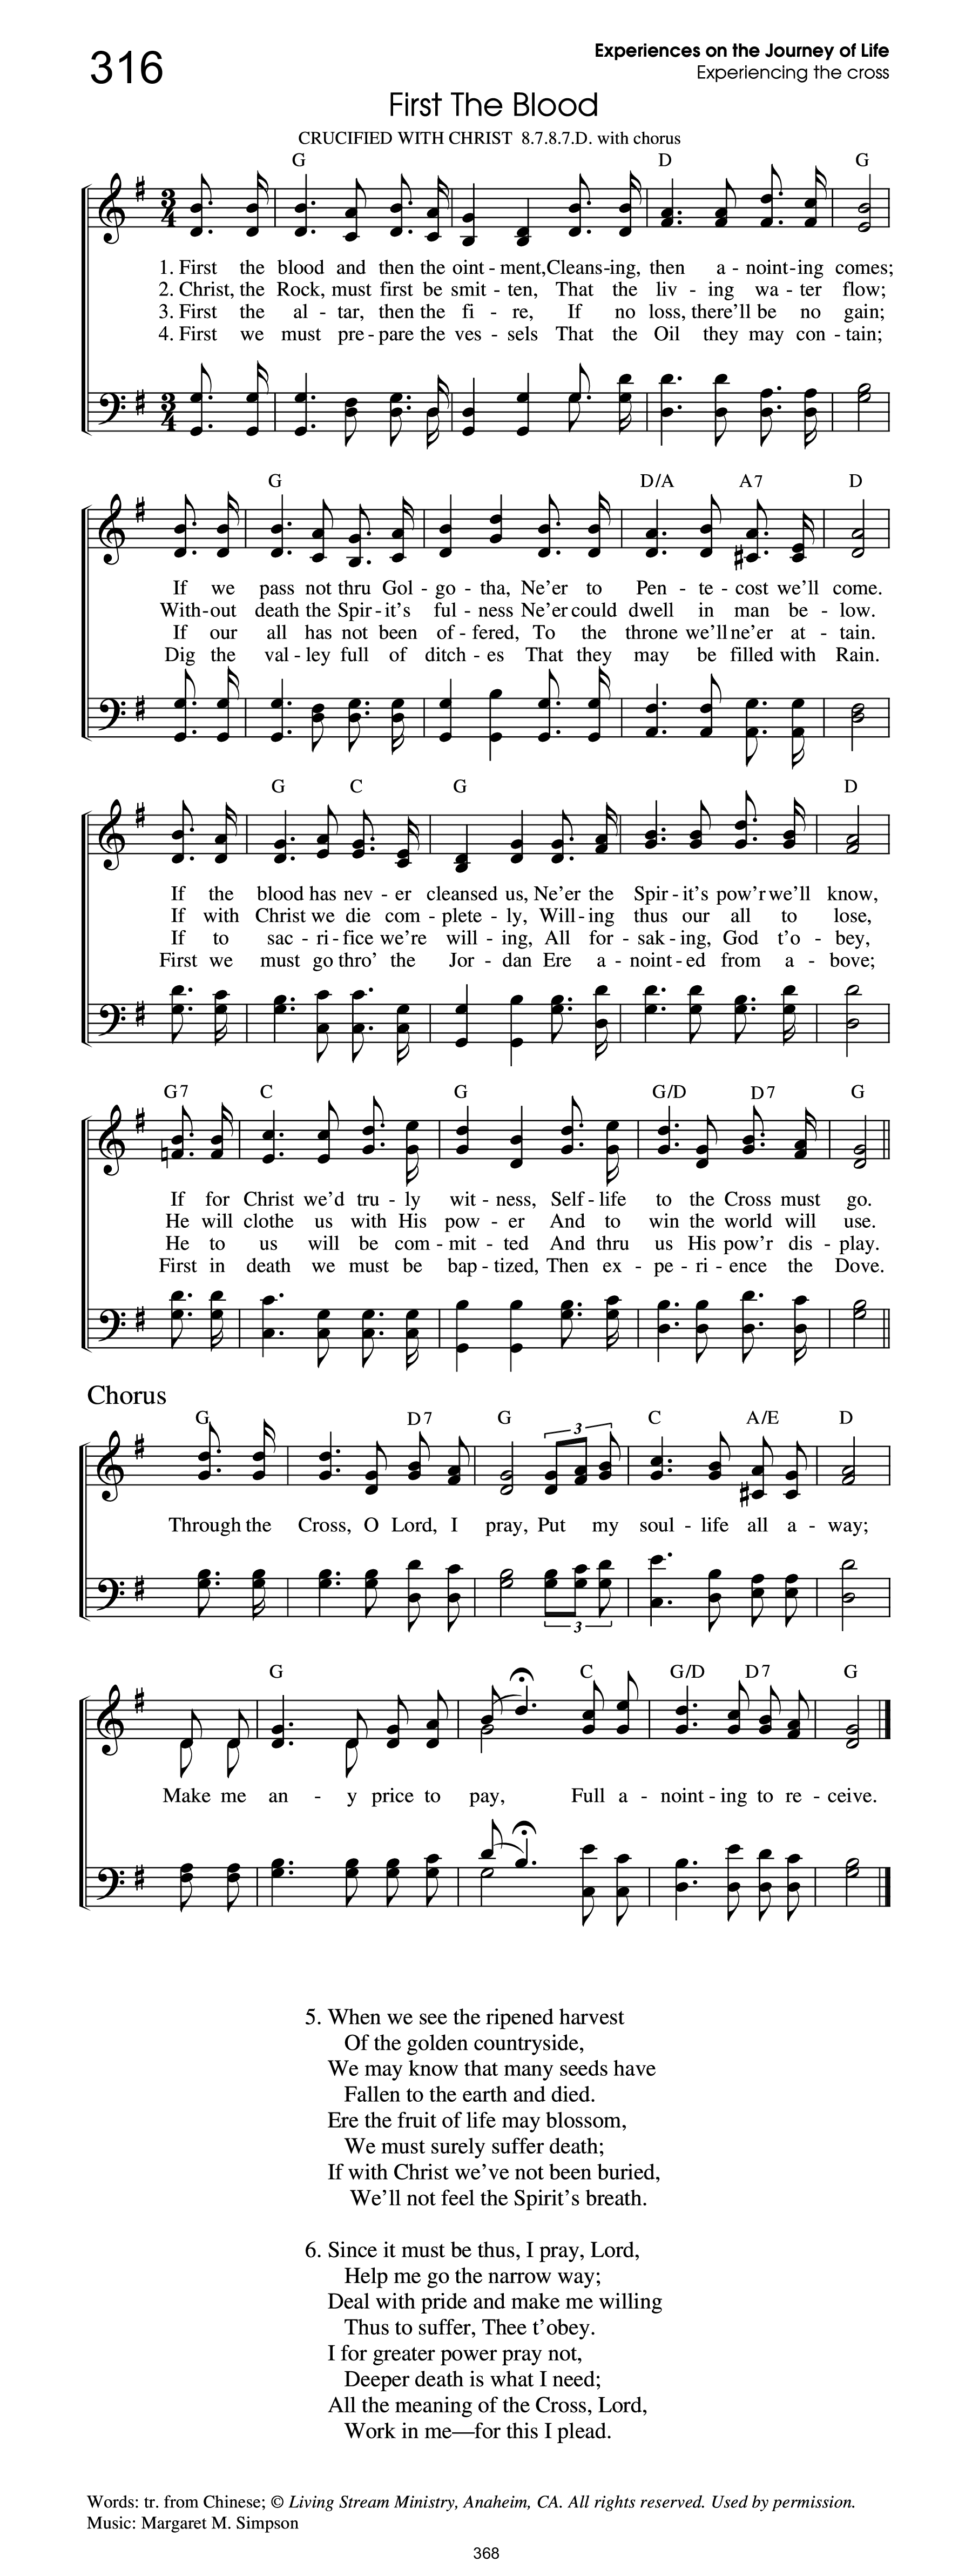 316
Experiences on the Journey of Life
Experiencing the cross
First The Blood
CRUCIFIED WITH CHRIST 8.7.8.7.D. with chorus
G D G
3 4
1. First the blood and then the oint - ment, Cleans - ing, then a - noint - ing comes;
2. Christ, the Rock, must first be smit - ten, That the liv - ing wa - ter flow;
3. First the al - tar, then the fi - re, If no loss, there'll be no gain;
4. First we must pre - pare the ves - sels That the Oil they may con - tain;
3 4
G D/A A7 D
If we pass not thru Gol - go - tha, Ne'er to Pen - te - cost we'll come.
With - out death the Spir - it's ful - ness Ne'er could dwell in man be - low.
If our all has not been of - fered, To the throne we'll ne'er at - tain.
Dig the val - ley full of ditch - es That they may be filled with Rain.
G C G D
If the blood has nev - er cleansed us, Ne'er the Spir - it's pow'r we'll know,
If with Christ we die com - plete - ly, Will - ing thus our all to lose,
If to sac - ri - fice we're will - ing, All for - sak - ing, God t'o - bey,
First we must go thro' the Jor - dan Ere a - noint - ed from a - bove;
G7 C G G/D D7 G
If for Christ we'd tru - ly wit - ness, Self - life to the Cross must go.
He will clothe us with His pow - er And to win the world will use.
He to us will be com - mit - ted And thru us His pow'r dis - play.
First in death we must be bap - tized, Then ex - pe - ri - ence the Dove.
Chorus
G D7 G C A/E D
3
Through the Cross, O Lord, I pray, Put my soul - life all a - way;
3
G C G/D D7 G
Make me an - y price to pay, Full a - noint - ing to re - ceive.
5. When we see the ripened harvest
Of the golden countryside,
We may know that many seeds have
Fallen to the earth and died.
Ere the fruit of life may blossom,
We must surely suffer death;
If with Christ we've not been buried,
We'll not feel the Spirit's breath.
6. Since it must be thus, I pray, Lord,
Help me go the narrow way;
Deal with pride and make me willing
Thus to suffer, Thee t'obey.
I for greater power pray not,
Deeper death is what I need;
All the meaning of the Cross, Lord,
Work in me—for this I plead.
Words: tr. from Chinese; © Living Stream Ministry, Anaheim, CA. All rights reserved. Used by permission.
Music: Margaret M. Simpson
368